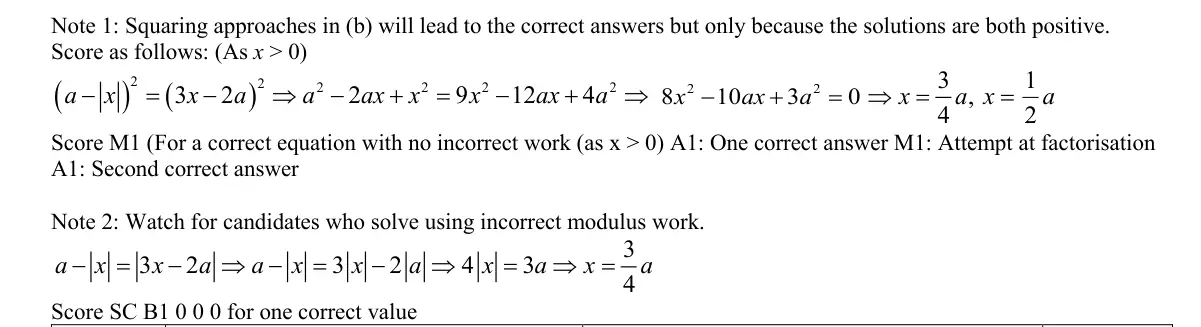 Note 1: Squaring approaches in (b) will lead to the correct answers but only because the solutions are both positive.
Score as follows: (As x > 0)
(a − |x|)² = (3x − 2a)² ⇒ a² − 2ax + x² = 9x² − 12ax + 4a² ⇒ 8x² − 10ax + 3a² = 0 ⇒ x = 3/4 a, x = 1/2 a
Score M1 (For a correct equation with no incorrect work (as x > 0) A1: One correct answer M1: Attempt at factorisation
A1: Second correct answer
Note 2: Watch for candidates who solve using incorrect modulus work.
a − |x| = |3x − 2a| ⇒ a − |x| = 3|x| − 2|a| ⇒ 4|x| = 3a ⇒ x = 3/4 a
Score SC B1 0 0 0 for one correct value